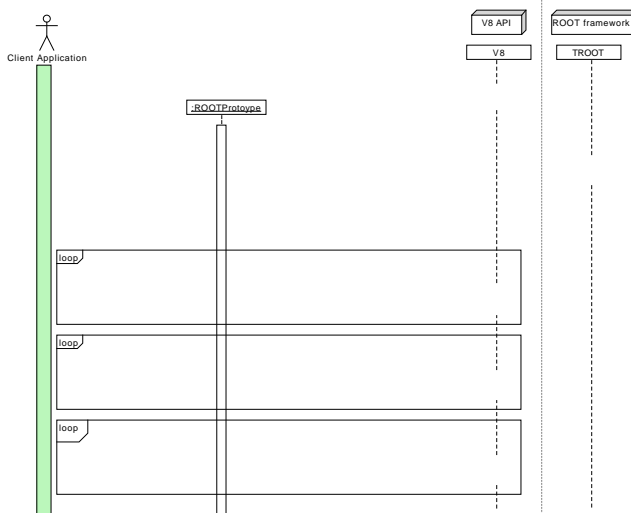 V8 API
ROOT framework
V8
TROOT
Client Application
:ROOTProtoype
loop
loop
loop